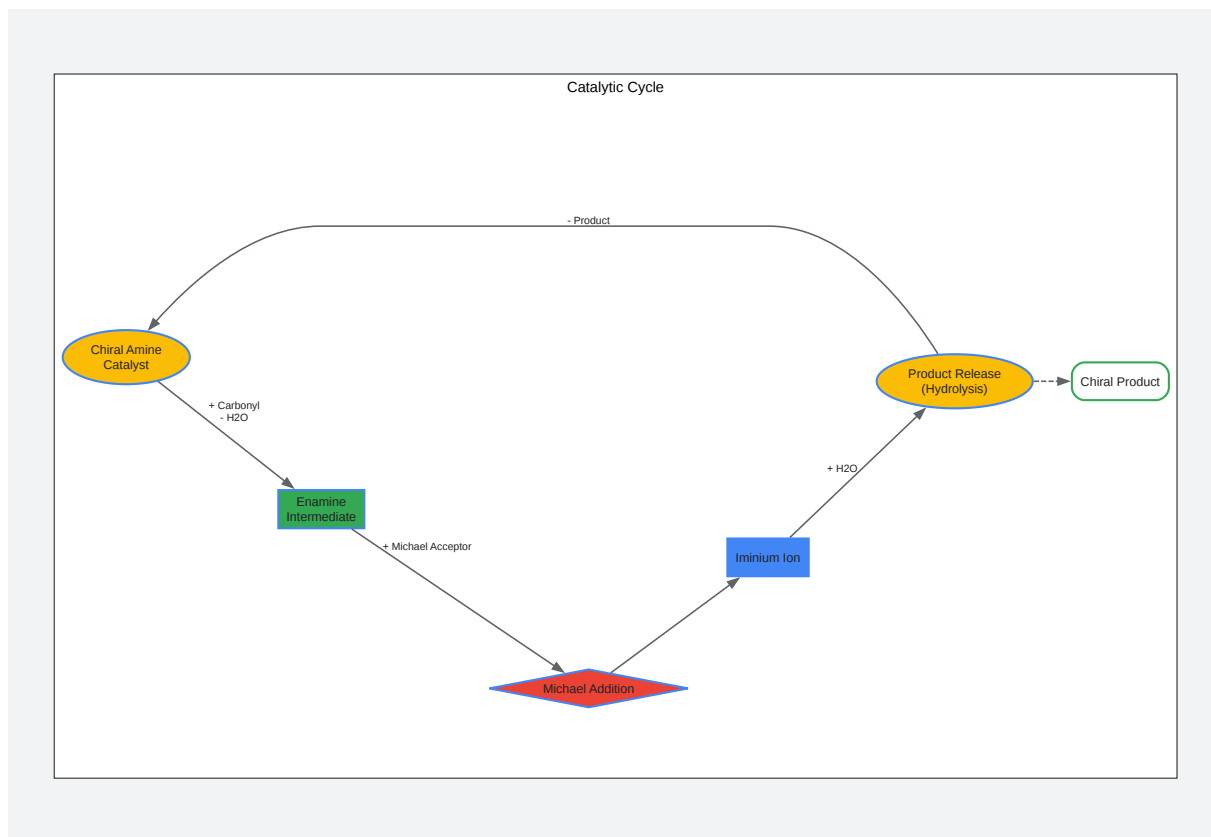 Catalytic Cycle
- Product
Chiral Amine
Catalyst
Product Release
(Hydrolysis)
Chiral Product
+ Carbonyl
- H2O
+ H2O
Enamine
Intermediate
+ Michael Acceptor
Iminium Ion
Michael Addition